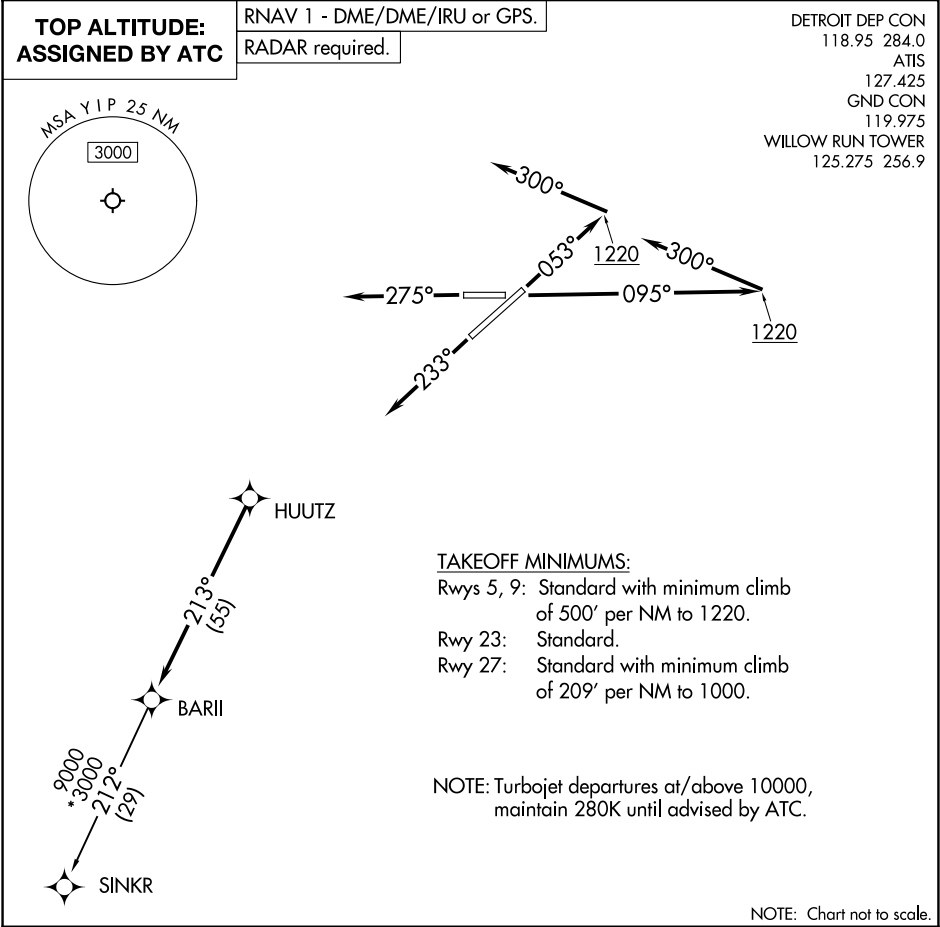 TOP ALTITUDE:
ASSIGNED BY ATC
RNAV 1 - DME/DME/IRU or GPS.
RADAR required.
DETROIT DEP CON
118.95 284.0
ATIS
127.425
GND CON
119.975
WILLOW RUN TOWER
125.275 256.9
MSA YIP 25 NM
3000
300°
053°
1220
300°
275°
095°
1220
233°
HUUTZ
213°
(55)
BARII
9000
*3000
212°
(29)
SINKR
TAKEOFF MINIMUMS:
Rwys 5, 9: Standard with minimum climb
of 500' per NM to 1220.
Rwy 23: Standard.
Rwy 27: Standard with minimum climb
of 209' per NM to 1000.
NOTE: Turbojet departures at/above 10000,
maintain 280K until advised by ATC.
NOTE: Chart not to scale.